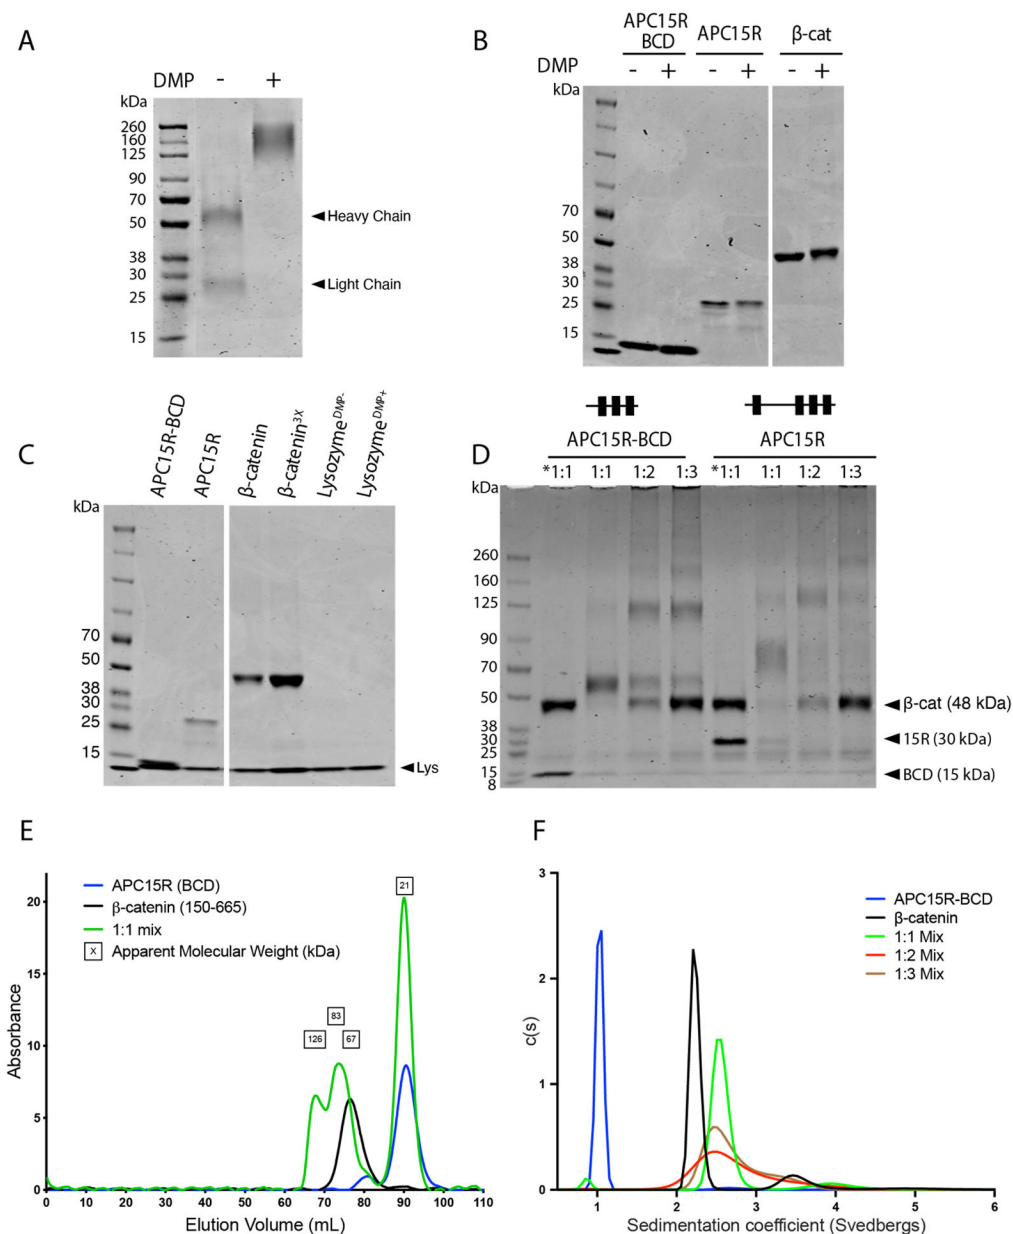 A
DMP - +
kDa
260
160
125
90
70
50
38
30
25
15
Heavy Chain
Light Chain
B
APC15R BCD
APC15R
β-cat
DMP - + - + - +
kDa
70
50
38
30
25
15
C
APC15R-BCD
APC15R
β-catenin
β-catenin3X
LysozymeDMP-
LysozymeDMP+
kDa
70
50
38
30
25
15
Lys
D
APC15R-BCD
APC15R
*1:1 1:1 1:2 1:3 *1:1 1:1 1:2 1:3
kDa
260
160
125
90
70
50
38
30
25
15
8
β-cat (48 kDa)
15R (30 kDa)
BCD (15 kDa)
E
APC15R (BCD)
β-catenin (150-665)
1:1 mix
X Apparent Molecular Weight (kDa)
126
83
67
21
Absorbance
20
15
10
5
0
0 10 20 30 40 50 60 70 80 90 100 110
Elution Volume (mL)
F
APC15R-BCD
β-catenin
1:1 Mix
1:2 Mix
1:3 Mix
c(s)
3
2
1
0
1 2 3 4 5 6
Sedimentation coefficient (Svedbergs)